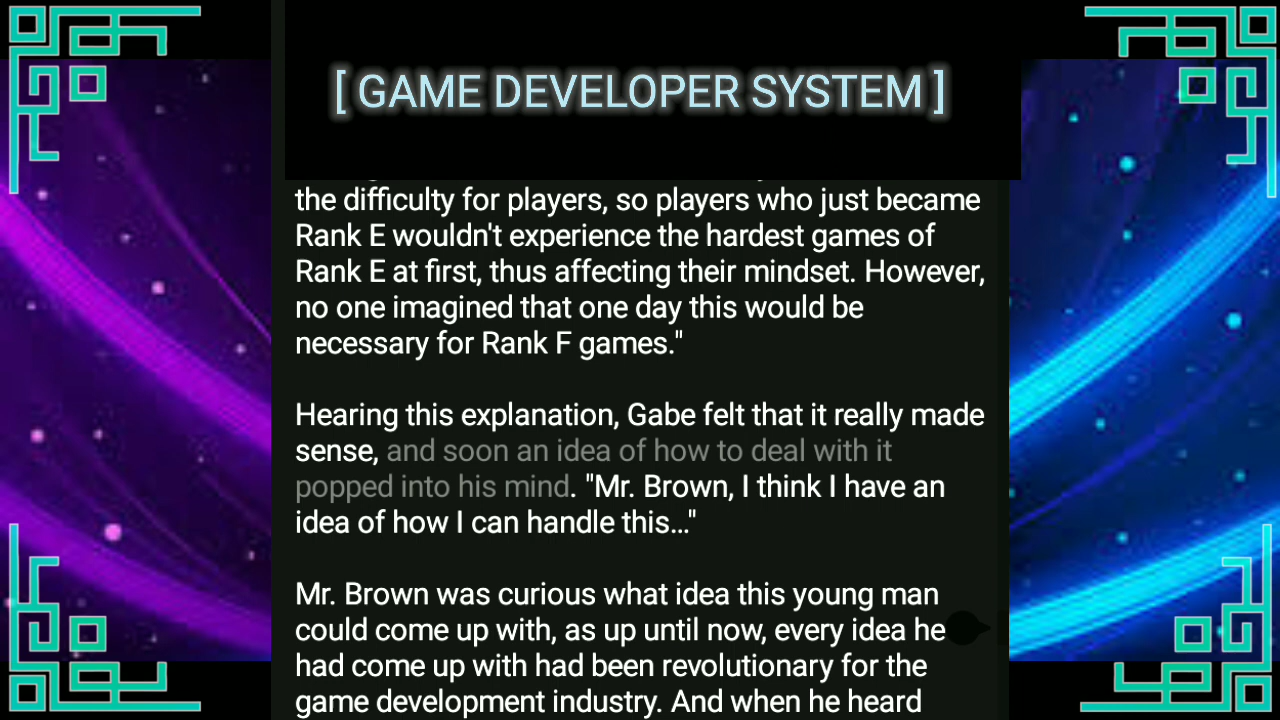 [ GAME DEVELOPER SYSTEM ]
the difficulty for players, so players who just became
Rank E wouldn't experience the hardest games of
Rank E at first, thus affecting their mindset. However,
no one imagined that one day this would be
necessary for Rank F games."
Hearing this explanation, Gabe felt that it really made
sense, and soon an idea of how to deal with it
popped into his mind. "Mr. Brown, I think I have an
idea of how I can handle this..."
Mr. Brown was curious what idea this young man
could come up with, as up until now, every idea he
had come up with had been revolutionary for the
game development industry. And when he heard